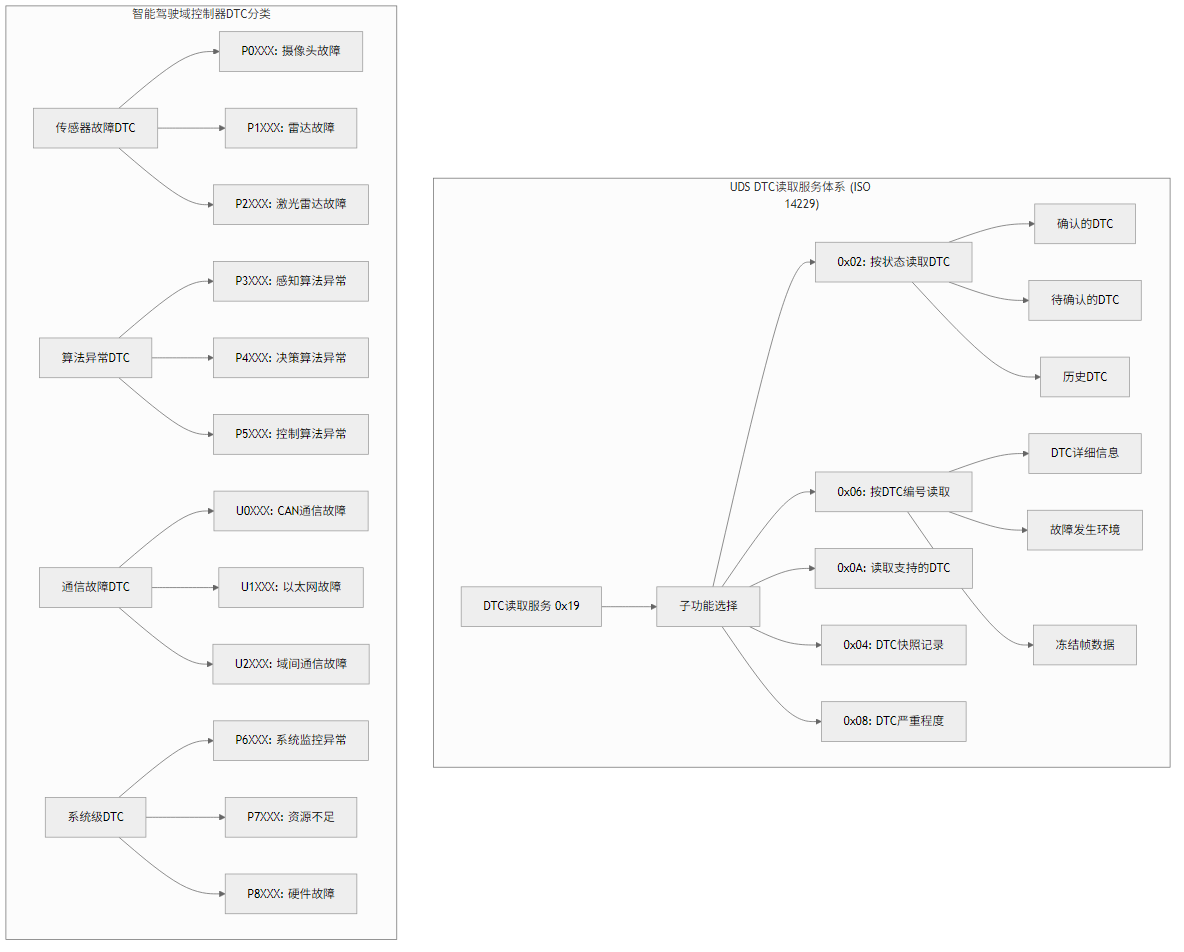 智能驾驶域控制器DTC分类
P0XXX: 摄像头故障
传感器故障DTC
P1XXX: 雷达故障
P2XXX: 激光雷达故障
P3XXX: 感知算法异常
算法异常DTC
P4XXX: 决策算法异常
P5XXX: 控制算法异常
U0XXX: CAN通信故障
通信故障DTC
U1XXX: 以太网故障
U2XXX: 域间通信故障
P6XXX: 系统监控异常
系统级DTC
P7XXX: 资源不足
P8XXX: 硬件故障
UDS DTC读取服务体系 (ISO
14229)
DTC读取服务 0x19
子功能选择
0x02: 按状态读取DTC
确认的DTC
待确认的DTC
历史DTC
0x06: 按DTC编号读取
DTC详细信息
故障发生环境
冻结帧数据
0x0A: 读取支持的DTC
0x04: DTC快照记录
0x08: DTC严重程度